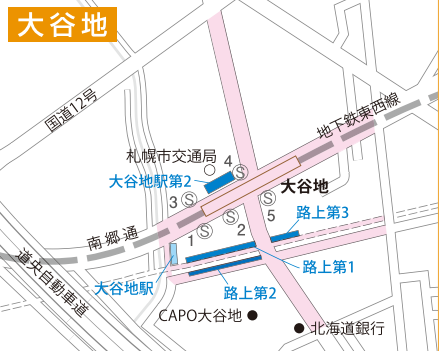 大谷地
国道12号
地下鉄東西線
札幌市交通局
4
Ⓢ
大谷地駅第2
大谷地
3
Ⓢ
Ⓢ
5
路上第3
南郷通
1
Ⓢ
2
Ⓢ
道央自動車道
大谷地駅
路上第1
路上第2
CAPO大谷地
北海道銀行